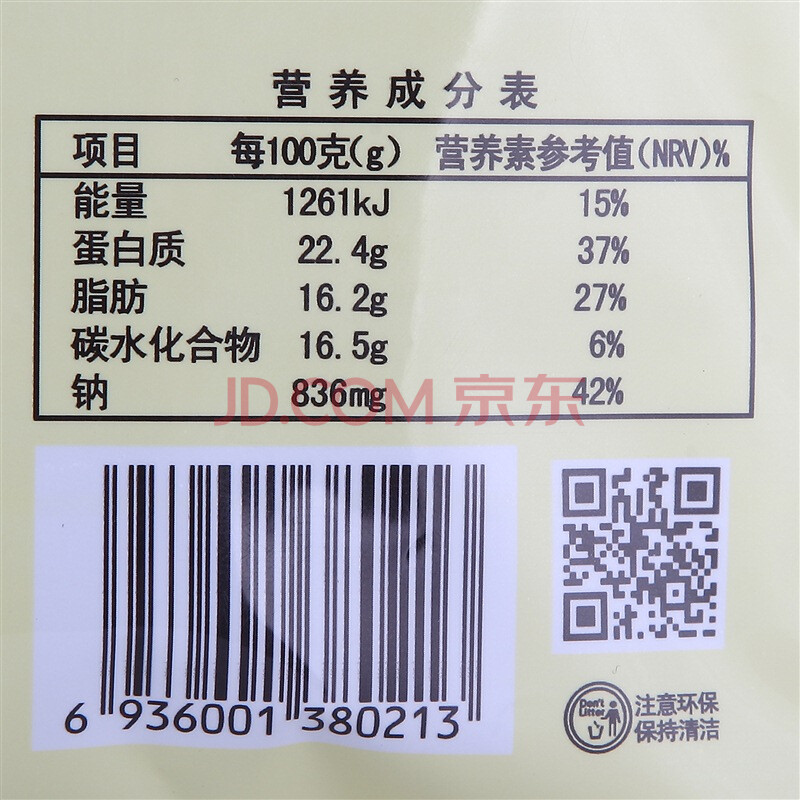 营养成分表
项目 每100克(g) 营养素参考值(NRV)%
能量 1261kJ 15%
蛋白质 22.4g 37%
脂肪 16.2g 27%
碳水化合物 16.5g 6%
钠 836mg 42%
JD.COM 京东
6 936001 380213
Don't
Litter
注意环保
保持清洁